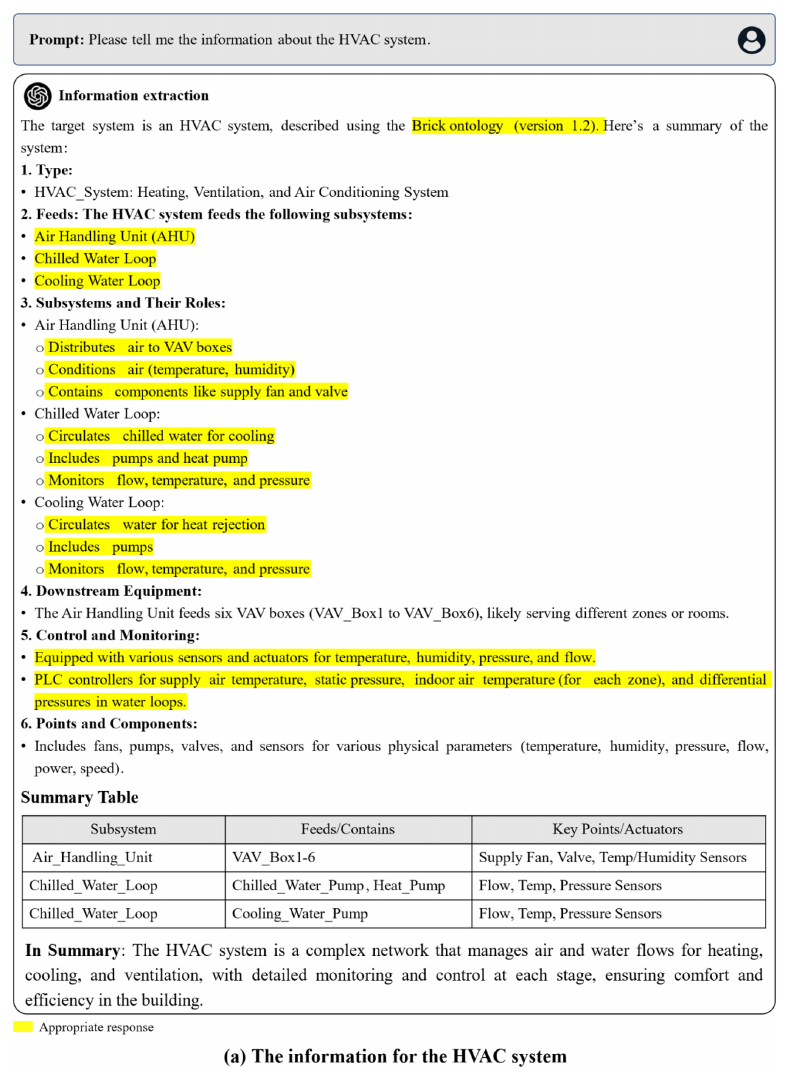 Prompt: Please tell me the information about the HVAC system.
Information extraction
The target system is an HVAC system, described using the Brick ontology (version 1.2). Here's a summary of the
system:
1. Type:
• HVAC_System: Heating, Ventilation, and Air Conditioning System
2. Feeds: The HVAC system feeds the following subsystems:
• Air Handling Unit (AHU)
• Chilled Water Loop
• Cooling Water Loop
3. Subsystems and Their Roles:
• Air Handling Unit (AHU):
○ Distributes air to VAV boxes
○ Conditions air (temperature, humidity)
○ Contains components like supply fan and valve
• Chilled Water Loop:
○ Circulates chilled water for cooling
○ Includes pumps and heat pump
○ Monitors flow, temperature, and pressure
• Cooling Water Loop:
○ Circulates water for heat rejection
○ Includes pumps
○ Monitors flow, temperature, and pressure
4. Downstream Equipment:
• The Air Handling Unit feeds six VAV boxes (VAV_Box1 to VAV_Box6), likely serving different zones or rooms.
5. Control and Monitoring:
• Equipped with various sensors and actuators for temperature, humidity, pressure, and flow.
• PLC controllers for supply air temperature, static pressure, indoor air temperature (for each zone), and differential
pressures in water loops.
6. Points and Components:
• Includes fans, pumps, valves, and sensors for various physical parameters (temperature, humidity, pressure, flow,
power, speed).
Summary Table
Subsystem Feeds/Contains Key Points/Actuators
Air_Handling_Unit VAV_Box1-6 Supply Fan, Valve, Temp/Humidity Sensors
Chilled_Water_Loop Chilled_Water_Pump, Heat_Pump Flow, Temp, Pressure Sensors
Chilled_Water_Loop Cooling_Water_Pump Flow, Temp, Pressure Sensors
In Summary: The HVAC system is a complex network that manages air and water flows for heating,
cooling, and ventilation, with detailed monitoring and control at each stage, ensuring comfort and
efficiency in the building.
Appropriate response
(a) The information for the HVAC system